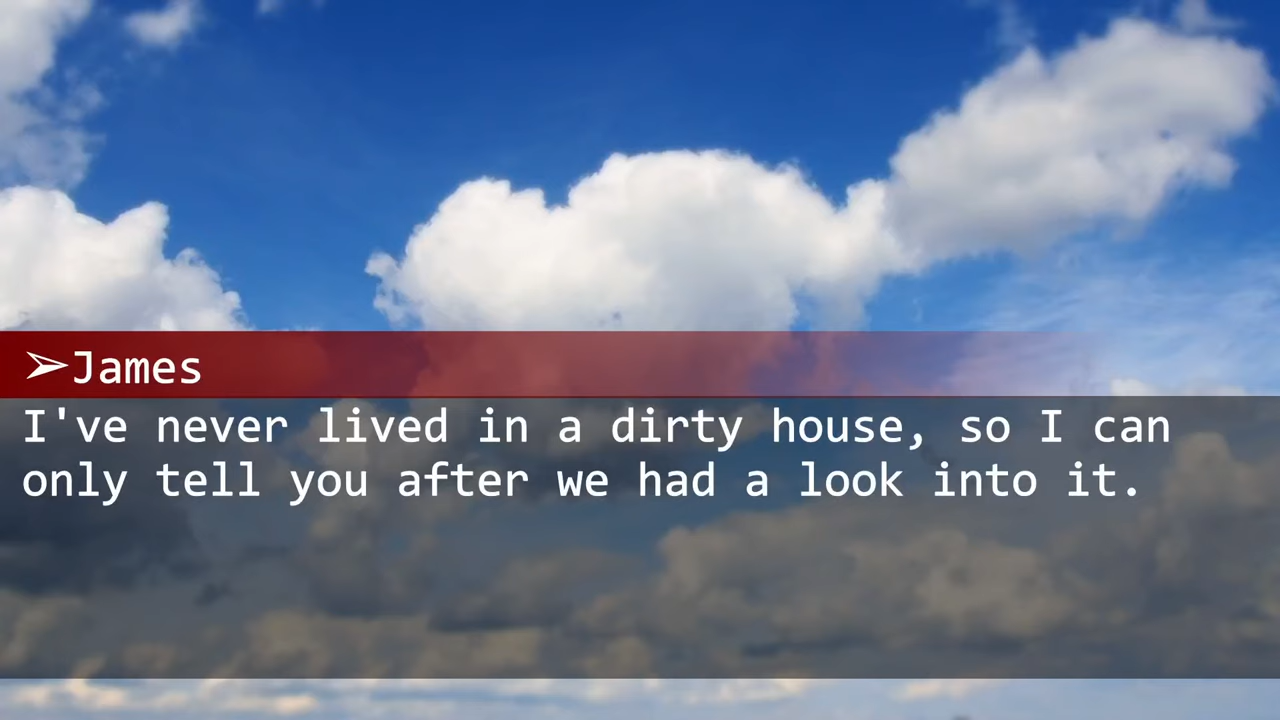 ➢James
I've never lived in a dirty house, so I can
only tell you after we had a look into it.